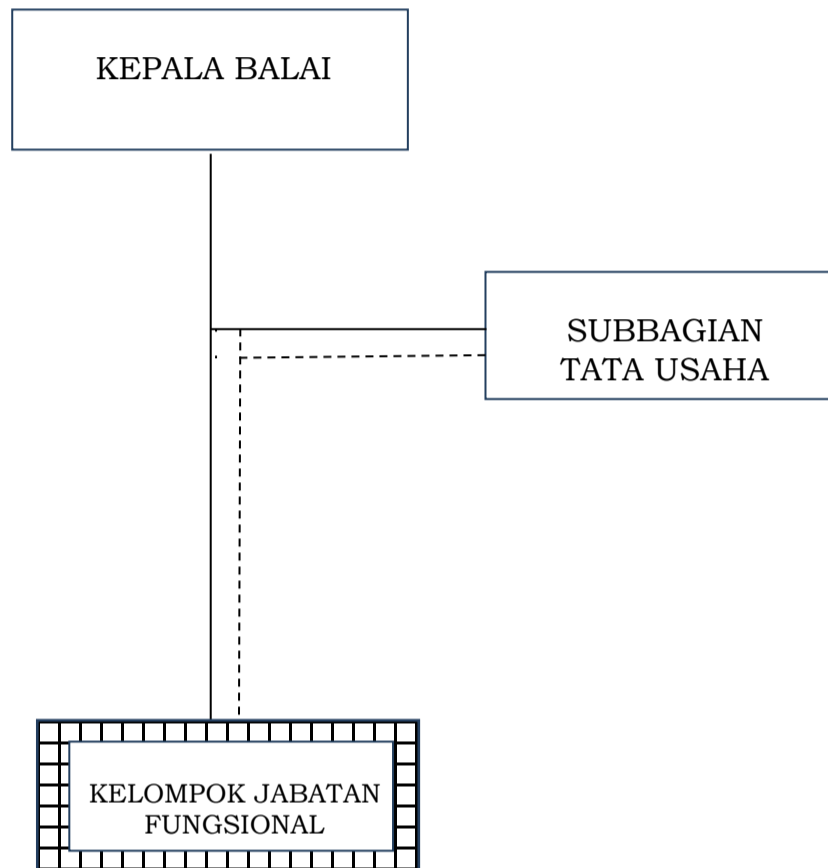 KEPALA BALAI
SUBBAGIAN
TATA USAHA
KELOMPOK JABATAN
FUNGSIONAL